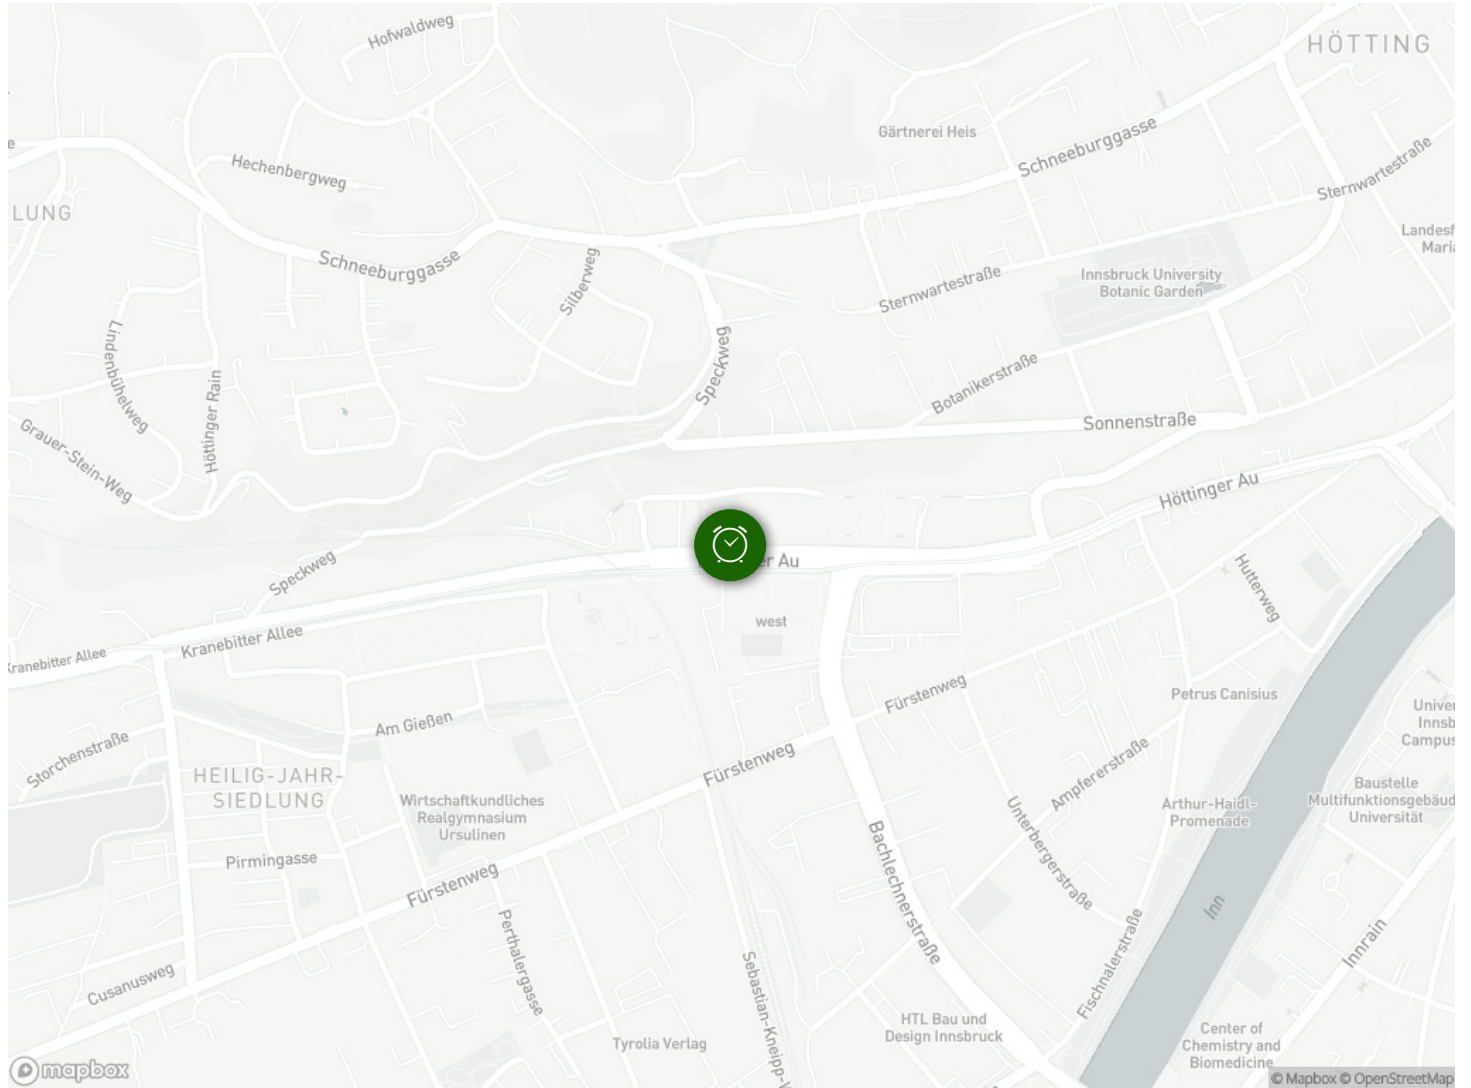 Hofwaldweg
HÖTTING
Gärtnerei Heis
Schneeburggasse
e
Hechenbergweg
Sternwartestraße
LUNG
Landesf
Maria
Schneeburggasse
Silberweg
Sternwartestraße
Innsbruck University
Botanic Garden
Lindenbühelweg
Speckweg
Höttinger Rain
Botanikerstraße
Grauer-Stein-Weg
Sonnenstraße
Höttinger Au
er Au
Speckweg
Hutterweg
west
Kranebitter Allee
Kranebitter Allee
Fürstenweg
Petrus Canisius
Univer
Innsb
Campus
Am Gießen
Storchenstraße
Fürstenweg
Ampfererstraße
HEILIG-JAHR-
SIEDLUNG
Wirtschaftkundliches
Realgymnasium
Ursulinen
Unterbergerstraße
Arthur-Haidl-
Promenade
Baustelle
Multifunktionsgebäud
Universität
Pirmingasse
Fürstenweg
Bachlechnerstraße
Inn
Perthalergasse
Innrain
Cusanusweg
Sebastian-Kneipp-W
Fischnalerstraße
HTL Bau und
Design Innsbruck
Tyrolia Verlag
Center of
Chemistry and
Biomedicine
mapbox
© Mapbox © OpenStreetMap